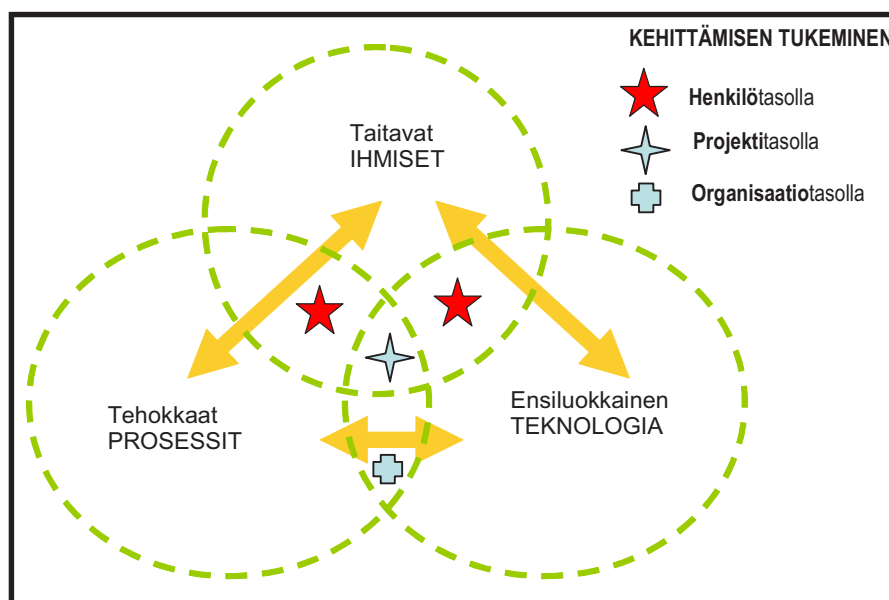 KEHITTÄMISEN TUKEMINEN
Henkilötasolla
Projektitasolla
Organisaatiotasolla
Taitavat
IHMISET
Tehokkaat
PROSESSIT
Ensiluokkainen
TEKNOLOGIA